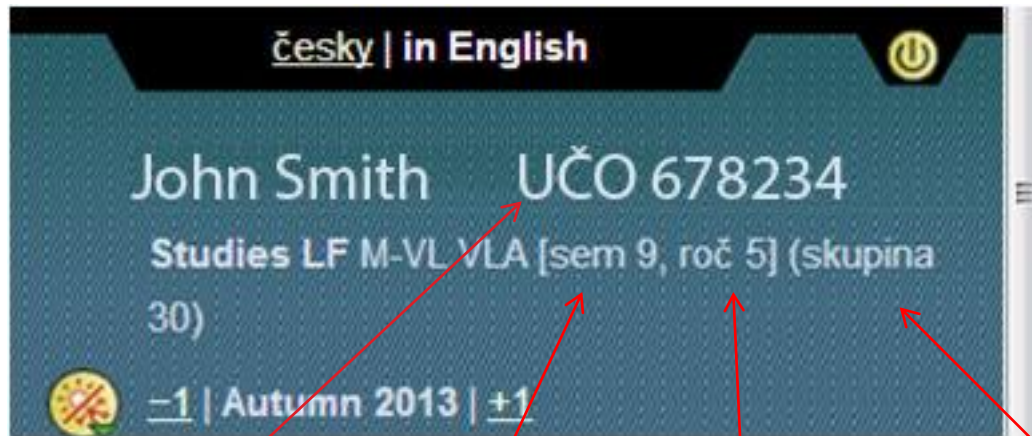 česky | in English
John Smith UČO 678234
Studies LF M-VL VLA [sem 9, roč 5] (skupina
30)
−1 | Autumn 2013 | +1